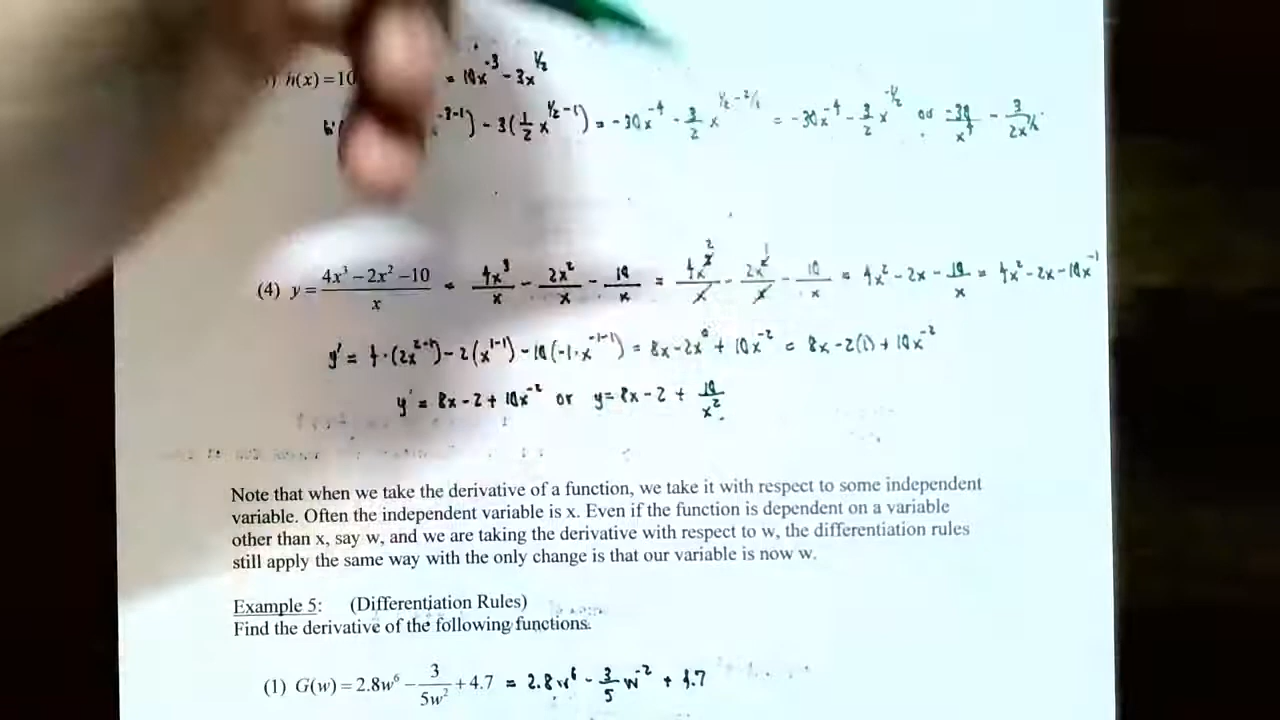 h(x)=10 = 10x^-3 - 3x^1/2
^-3-1) - 3(1/2 x^1/2-1) = -30x^-4 - 3/2 x^1/2-2/2 = -30x^-4 - 3/2 x^-1/2 or -30/x^4 - 3/2x^1/2
(4) y = 4x³-2x²-10/x = 4x³/x - 2x²/x - 10/x = 4x³/x - 2x²/x - 10/x = 4x² - 2x - 10/x = 4x² - 2x - 10x^-1
y' = 4·(2x^2-1) - 2(x^1-1) - 10(-1·x^-1-1) = 8x - 2x^0 + 10x^-2 = 8x - 2(1) + 10x^-2
y' = 8x - 2 + 10x^-2 or y = 8x - 2 + 10/x²
Note that when we take the derivative of a function, we take it with respect to some independent
variable. Often the independent variable is x. Even if the function is dependent on a variable
other than x, say w, and we are taking the derivative with respect to w, the differentiation rules
still apply the same way with the only change is that our variable is now w.
Example 5: (Differentiation Rules)
Find the derivative of the following functions.
(1) G(w) = 2.8w⁶ - 3/5w² + 4.7 = 2.8w⁶ - 3/5 w^-2 + 4.7